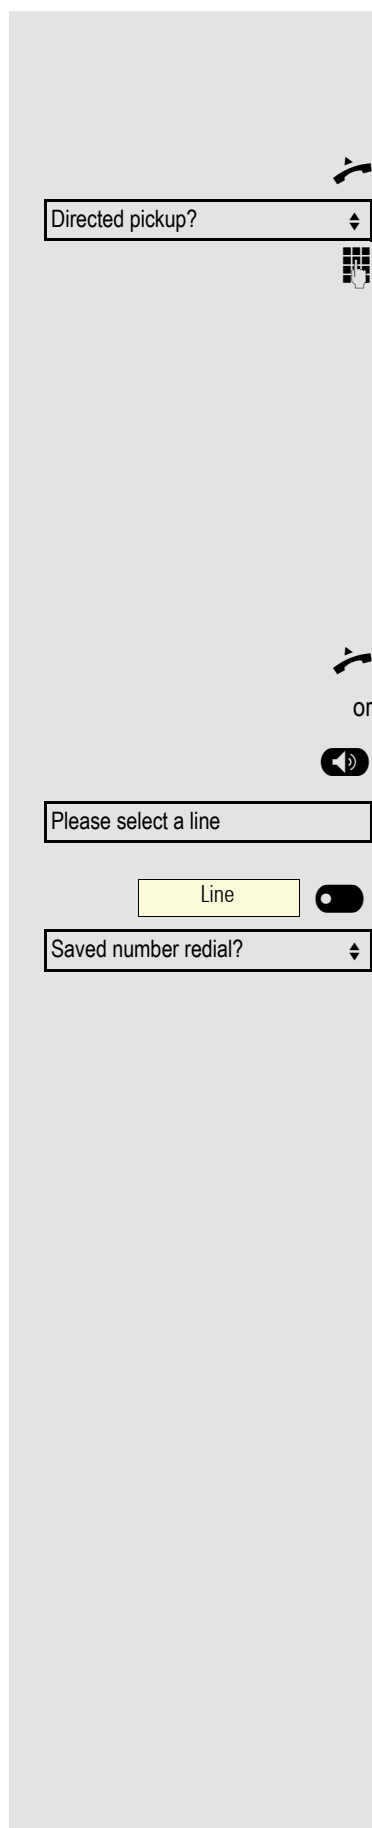 Directed pickup?
or
Please select a line
Line
Saved number redial?